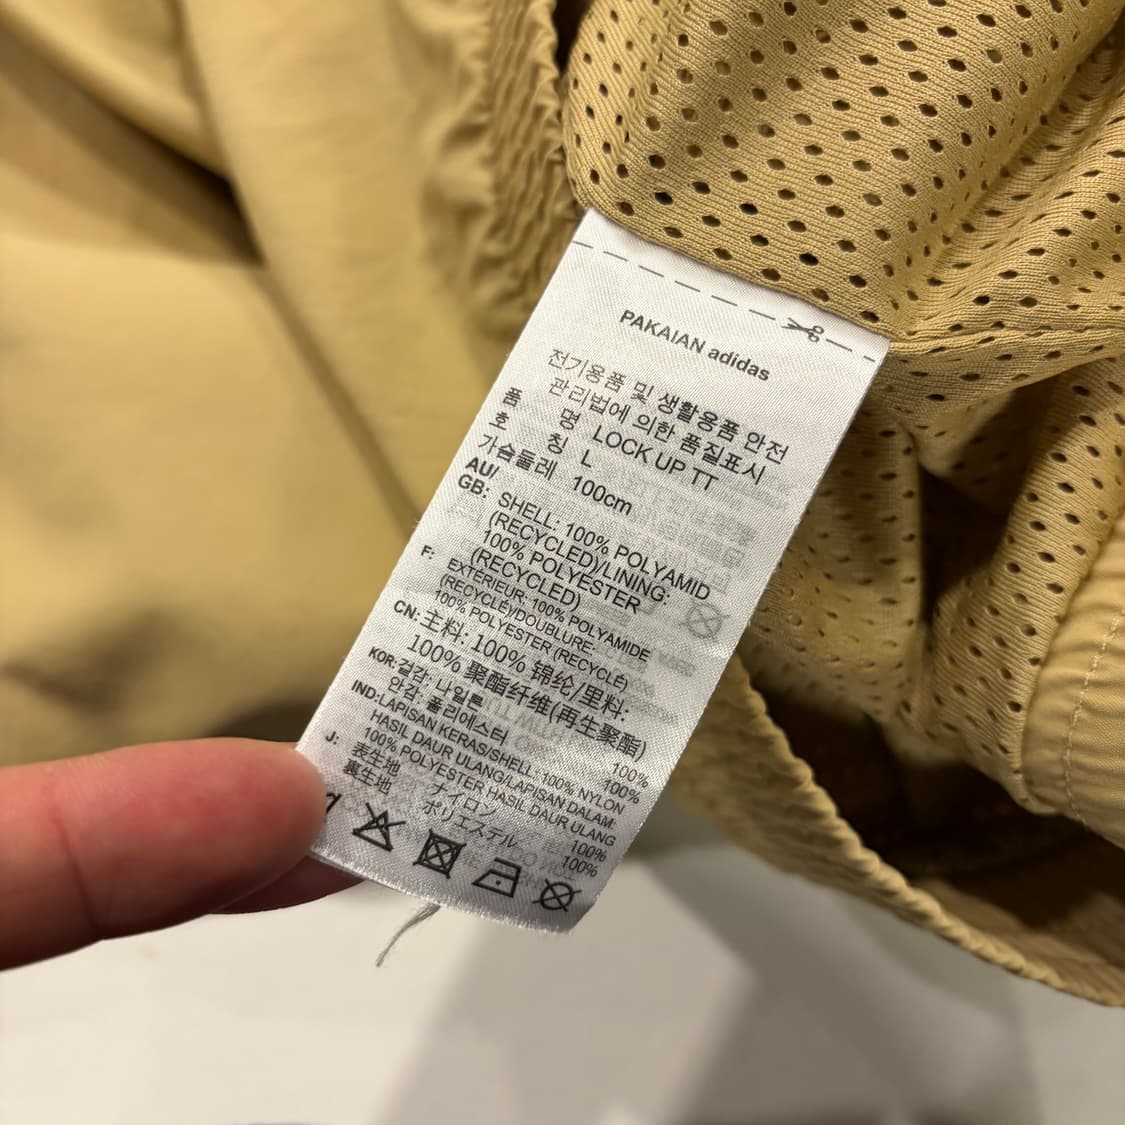 PAKAIAN adidas
전기용품 및 생활용품 안전
관리법에 의한 품질표시
품 명 LOCK UP TT
호 칭 L
가슴둘레 100cm
AU/
GB: SHELL: 100% POLYAMID
(RECYCLED)/LINING:
100% POLYESTER
(RECYCLED)
F: EXTERIEUR: 100% POLYAMIDE
(RECYCLÉ)/DOUBLURE:
100% POLYESTER (RECYCLÉ)
CN: 主料: 100% 锦纶/里料:
100% 聚酯纤维(再生聚酯)
KOR: 겉감: 나일론 100%
안감: 폴리에스터 100%
IND: LAPISAN KERAS/SHELL: 100% NYLON
HASIL DAUR ULANG/LAPISAN DALAM:
100% POLYESTER HASIL DAUR ULANG
J: 表生地 ナイロン 100%
裏生地 ポリエステル 100%